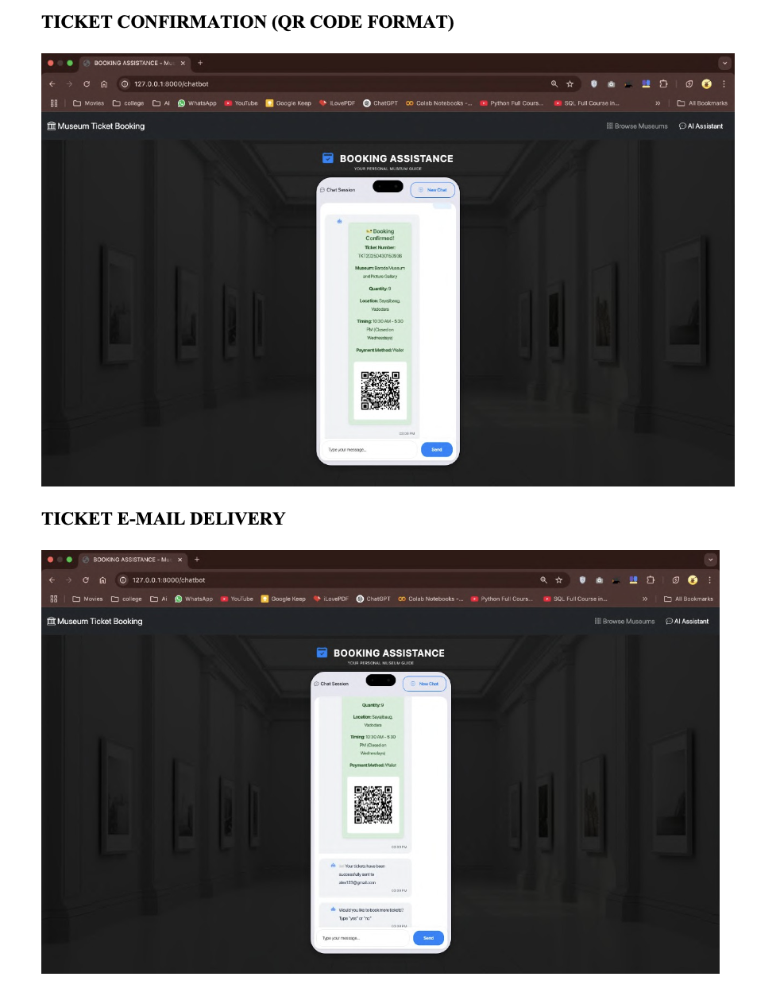 TICKET CONFIRMATION (QR CODE FORMAT)
BOOKING ASSISTANCE - Mu
127.0.0.1:8000/chatbot
Movies college Ai WhatsApp YouTube Google Keep iLovePDF ChatGPT Colab Notebooks -... Python Full Cours... SQL Full Course in... » All Bookmarks
Museum Ticket Booking Browse Museums AI Assistant
BOOKING ASSISTANCE
YOUR PERSONAL MUSEUM GUIDE
Chat Session New Chat
Booking
Confirmed!
Ticket Number:
Museum: Baroda Museum
and Picture Gallery
Quantity: 9
Location: Sayajibaug,
Vadodara
Timing: 10:30 AM - 5:30
PM (Closed on
Wednesdays)
Payment Method: Wallet
Type your message... Send
TICKET E-MAIL DELIVERY
BOOKING ASSISTANCE - Mu
127.0.0.1:8000/chatbot
Movies college Ai WhatsApp YouTube Google Keep iLovePDF ChatGPT Colab Notebooks -... Python Full Cours... SQL Full Course in... » All Bookmarks
Museum Ticket Booking Browse Museums AI Assistant
BOOKING ASSISTANCE
YOUR PERSONAL MUSEUM GUIDE
Chat Session New Chat
Quantity: 9
Location: Sayajibaug,
Vadodara
Timing: 10:30 AM - 5:30
PM (Closed on
Wednesdays)
Payment Method: Wallet
Your tickets have been
successfully sent to
alex123@gmail.com
Would you like to book more tickets?
Type "yes" or "no"
Type your message... Send